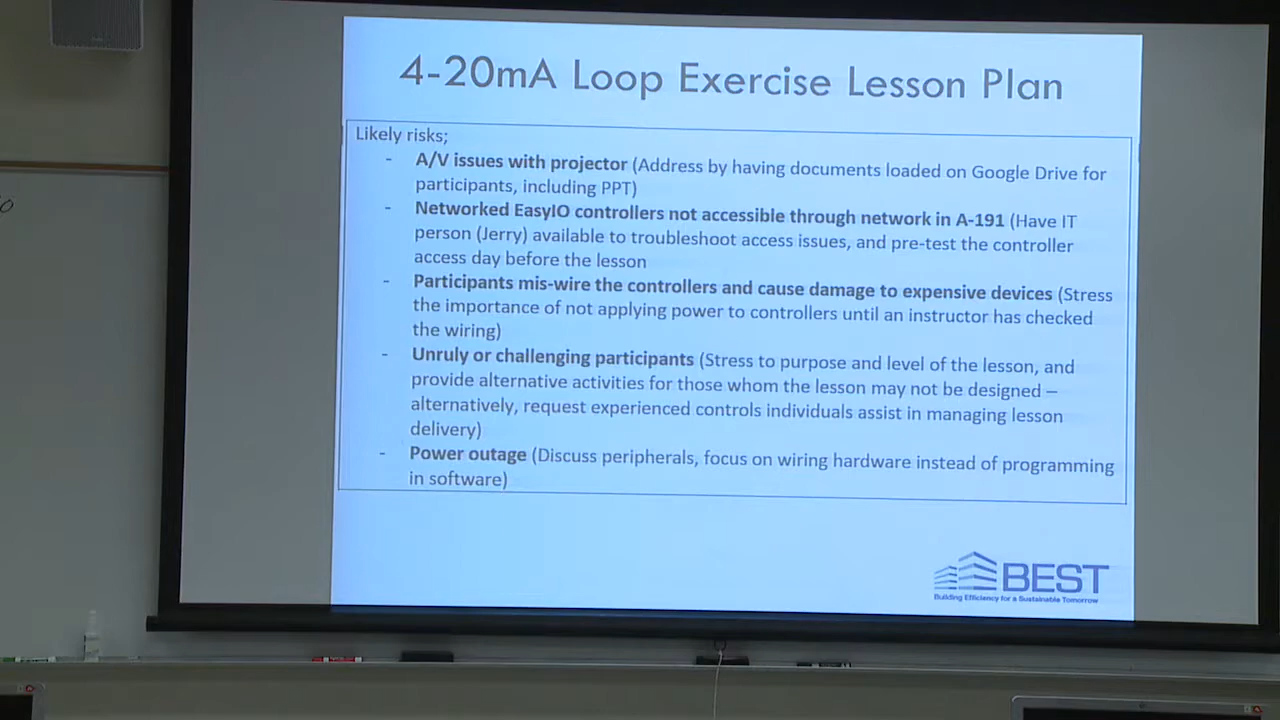 4-20mA Loop Exercise Lesson Plan
Likely risks;
- A/V issues with projector (Address by having documents loaded on Google Drive for
participants, including PPT)
- Networked EasyIO controllers not accessible through network in A-191 (Have IT
person (Jerry) available to troubleshoot access issues, and pre-test the controller
access day before the lesson
- Participants mis-wire the controllers and cause damage to expensive devices (Stress
the importance of not applying power to controllers until an instructor has checked
the wiring)
- Unruly or challenging participants (Stress to purpose and level of the lesson, and
provide alternative activities for those whom the lesson may not be designed –
alternatively, request experienced controls individuals assist in managing lesson
delivery)
- Power outage (Discuss peripherals, focus on wiring hardware instead of programming
in software)
BEST
Building Efficiency for a Sustainable Tomorrow